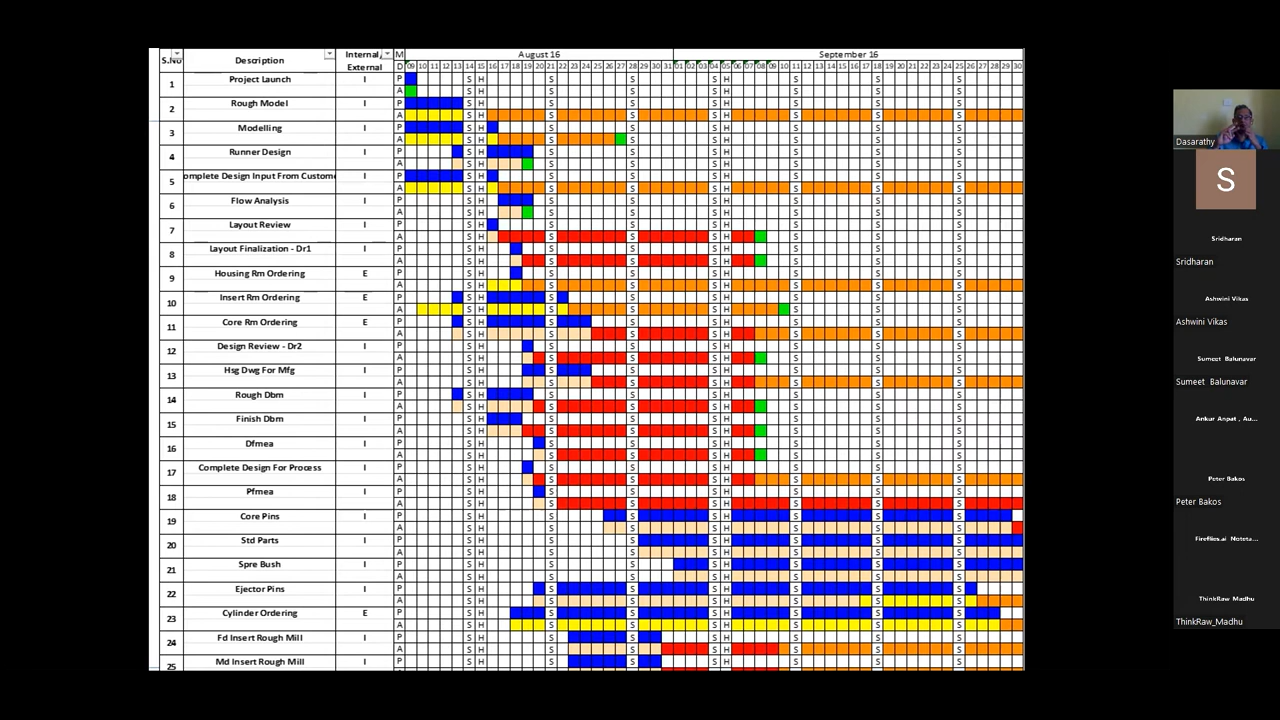 August 16 September 16
S.No Description Internal, External M D
09 10 11 12 13 14 15 16 17 18 19 20 21 22 23 24 25 26 27 28 29 30 31 01 02 03 04 05 06 07 08 09 10 11 12 13 14 15 16 17 18 19 20 21 22 23 24 25 26 27 28 29 30
1 Project Launch I P A
2 Rough Model I P A
3 Modelling I P A
4 Runner Design I P A
5 omplete Design Input From Custome I P A
6 Flow Analysis I P A
7 Layout Review I P A
8 Layout Finalization - Dr1 I P A
9 Housing Rm Ordering E P A
10 Insert Rm Ordering E P A
11 Core Rm Ordering E P A
12 Design Review - Dr2 I P A
13 Hsg Dwg For Mfg I P A
14 Rough Dbm I P A
15 Finish Dbm I P A
16 Dfmea I P A
17 Complete Design For Process I P A
18 Pfmea I P A
19 Core Pins I P A
20 Std Parts I P A
21 Spre Bush I P A
22 Ejector Pins I P A
23 Cylinder Ordering E P A
24 Fd Insert Rough Mill I P A
25 Md Insert Rough Mill I P
Dasarathy
S
Sridharan
Sridharan
Ashwini Vikas
Ashwini Vikas
Sumeet Balunavar
Sumeet Balunavar
Ankur Anpat , Au...
Peter Bakos
Peter Bakos
Fireflies.ai Noteta...
ThinkRaw_Madhu
ThinkRaw_Madhu